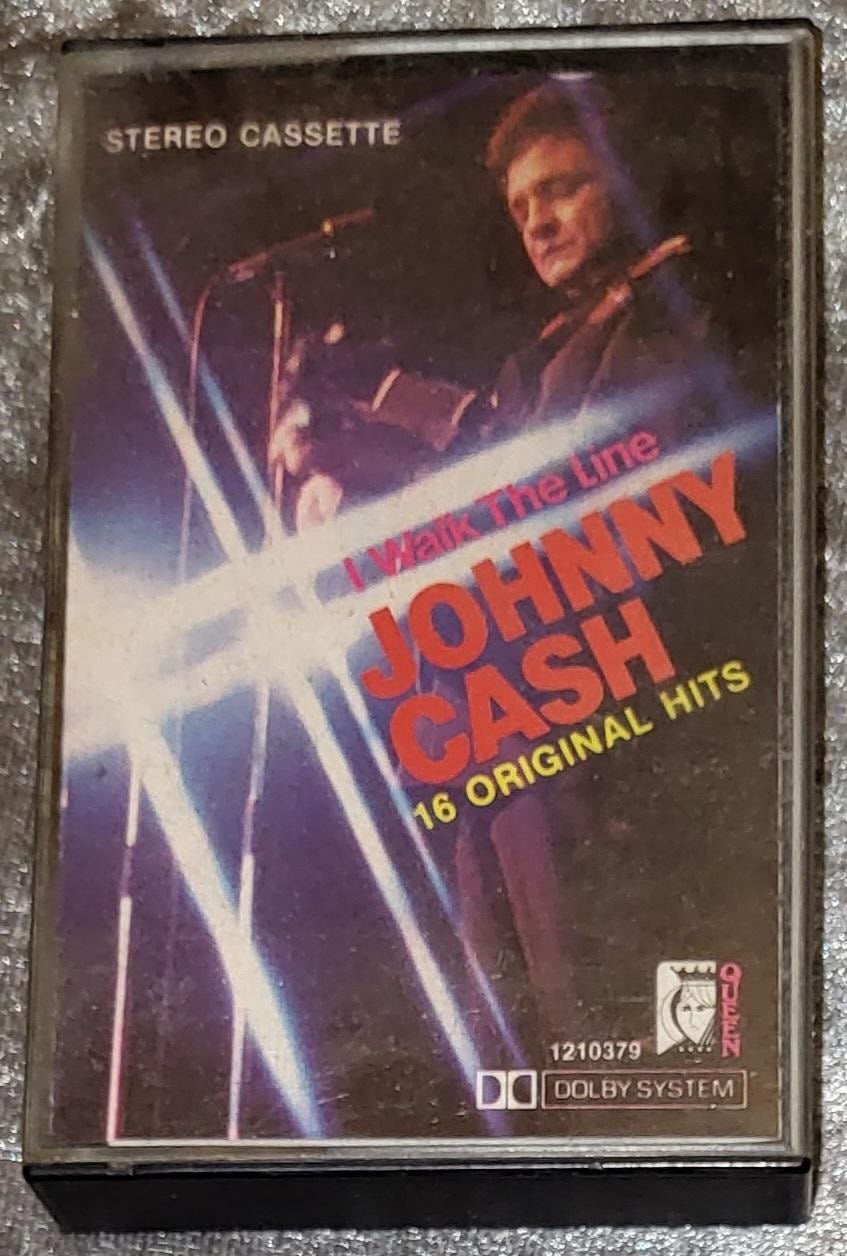 STEREO CASSETTE
I Walk The Line
JOHNNY
CASH
16 ORIGINAL HITS
QUEEN
1210379
DOLBY SYSTEM